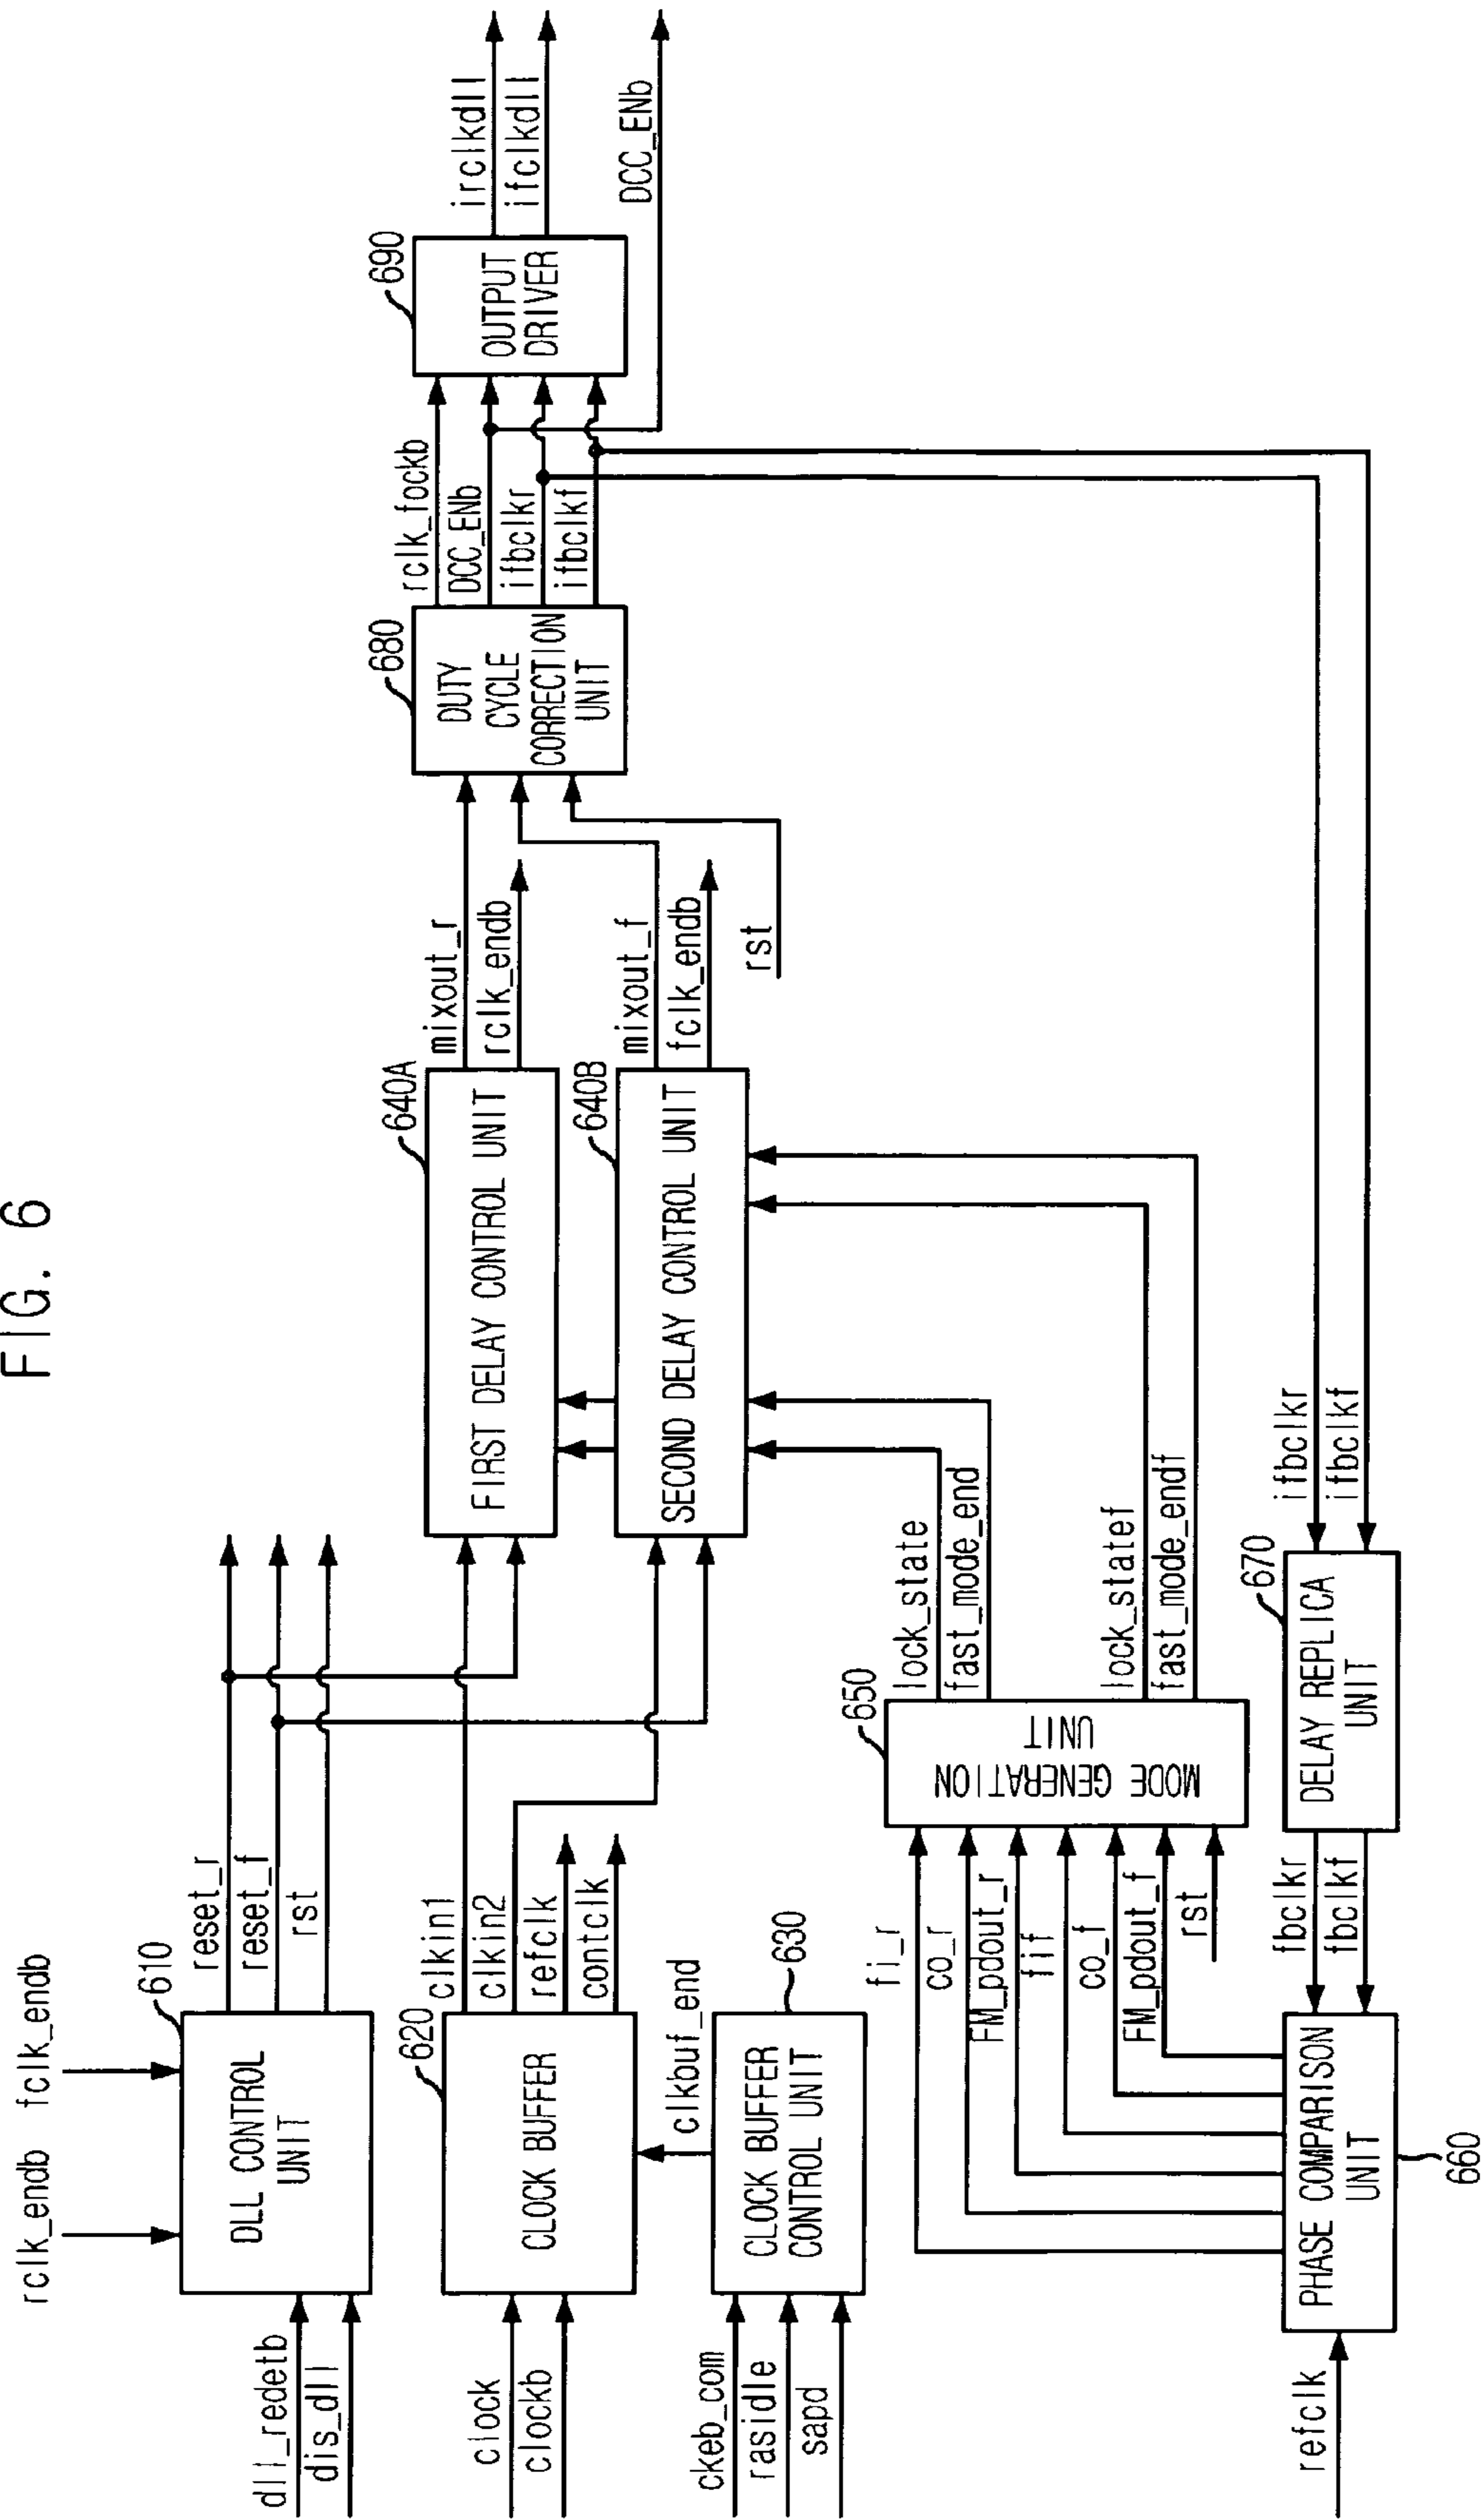 FIG. 6
rclk_endb
fclk_endb
dll_redetb
dis_dll
610
DLL CONTROL
UNIT
reset_r
reset_f
rst
clock
clockb
620
CLOCK BUFFER
clkin1
clkin2
refclk
contclk
clkbuf_end
ckeb_com
rasidle
sapd
630
CLOCK BUFFER
CONTROL UNIT
640A
FIRST DELAY CONTROL UNIT
mixout_r
rclk_endb
640B
SECOND DELAY CONTROL UNIT
mixout_f
fclk_endb
rst
680
DUTY
CYCLE
CORRECTION
UNIT
rclk_fockb
DCC_ENb
ifbclkr
ifbclkf
690
OUTPUT
DRIVER
irclkdll
ifclkdll
DCC_ENb
fi_r
co_r
FM_pdout_r
fif
co_f
FM_pdout_f
rst
650
MODE GENERATION
UNIT
lock_state
fast_mode_end
lock_statef
fast_mode_endf
refclk
PHASE COMPARISON
UNIT
660
fbclkr
fbclkf
670
DELAY REPLICA
UNIT
ifbclkr
ifbclkf